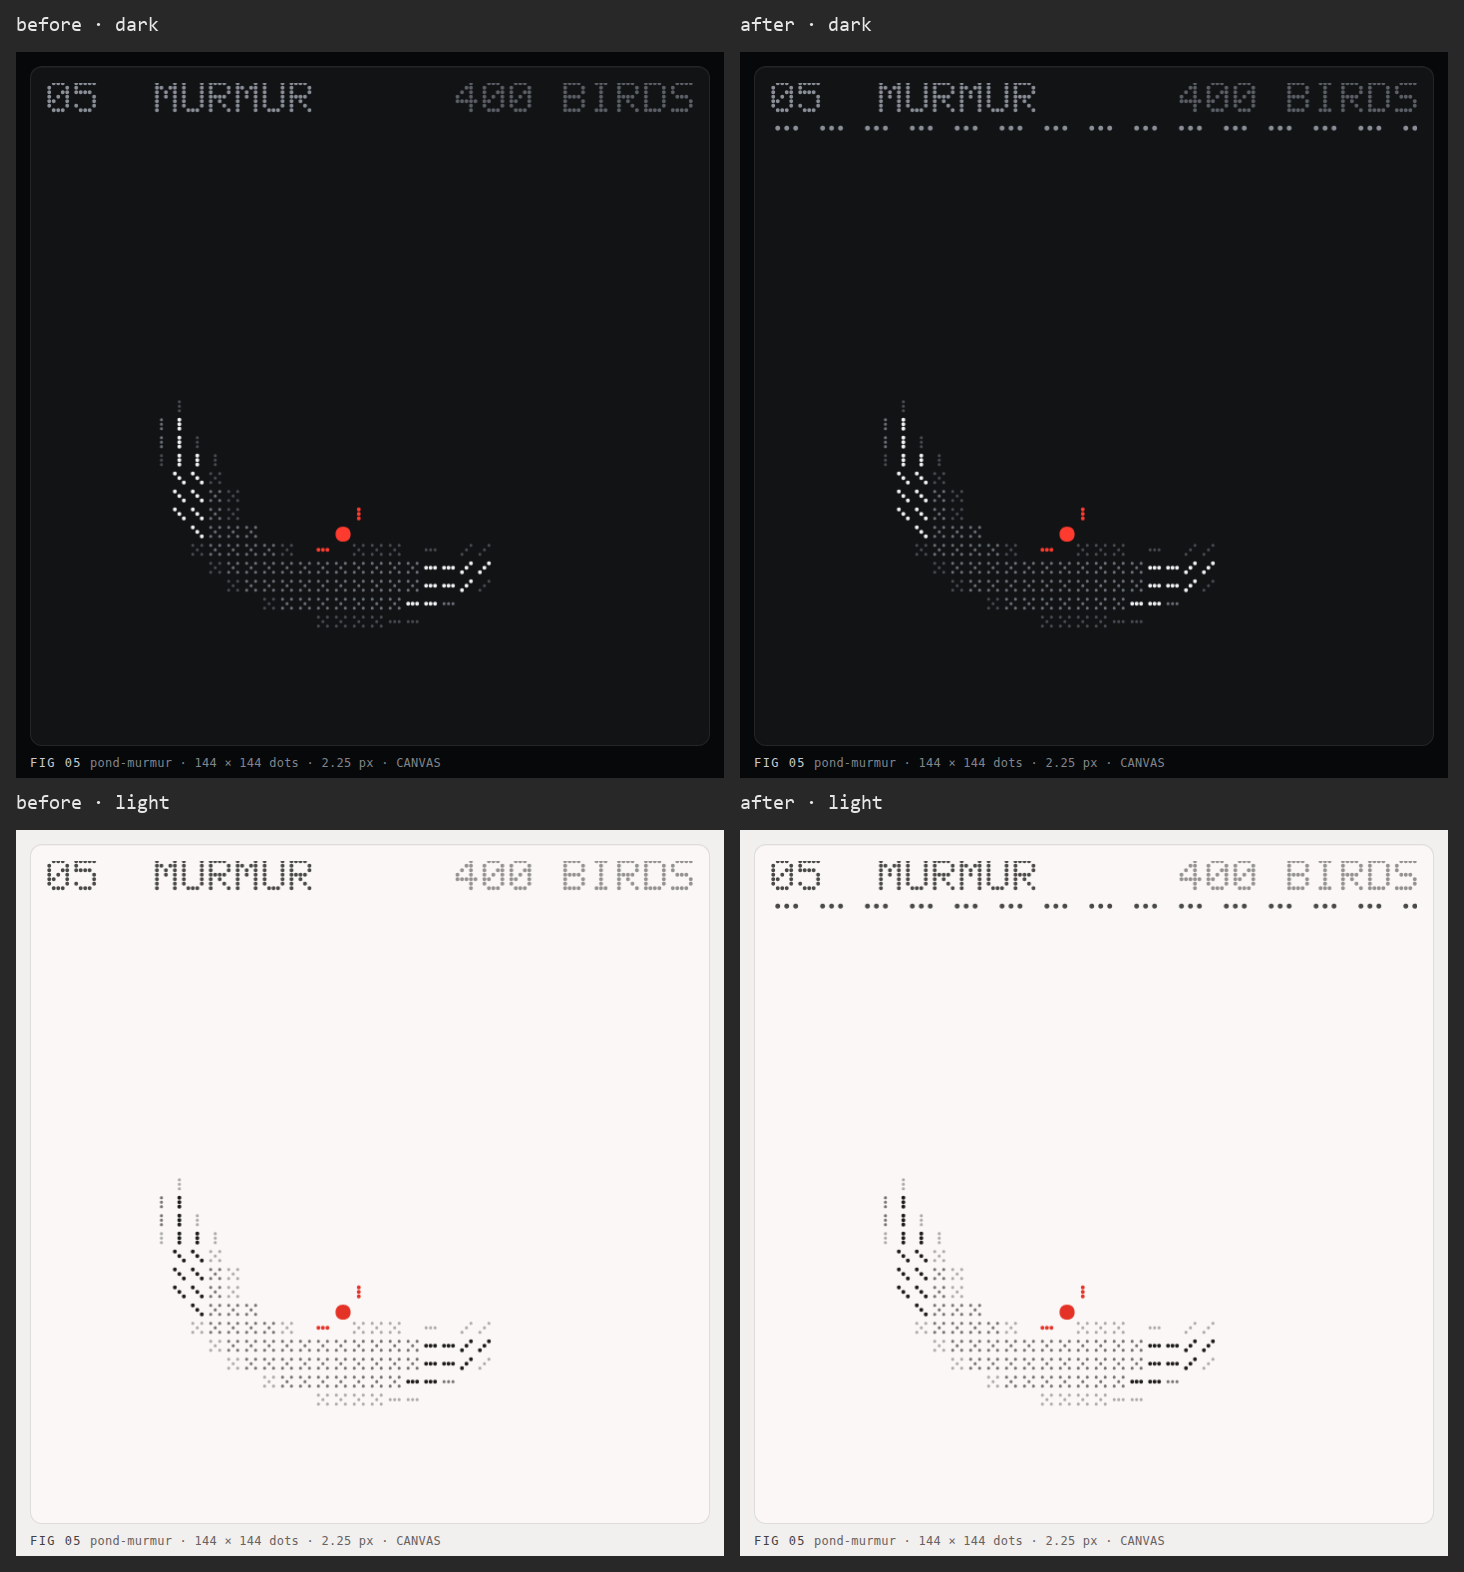 before · dark
05 MURMUR 400 BIRDS
FIG 05 pond-murmur · 144 × 144 dots · 2.25 px · CANVAS
after · dark
05 MURMUR 400 BIRDS
FIG 05 pond-murmur · 144 × 144 dots · 2.25 px · CANVAS
before · light
05 MURMUR 400 BIRDS
FIG 05 pond-murmur · 144 × 144 dots · 2.25 px · CANVAS
after · light
05 MURMUR 400 BIRDS
FIG 05 pond-murmur · 144 × 144 dots · 2.25 px · CANVAS